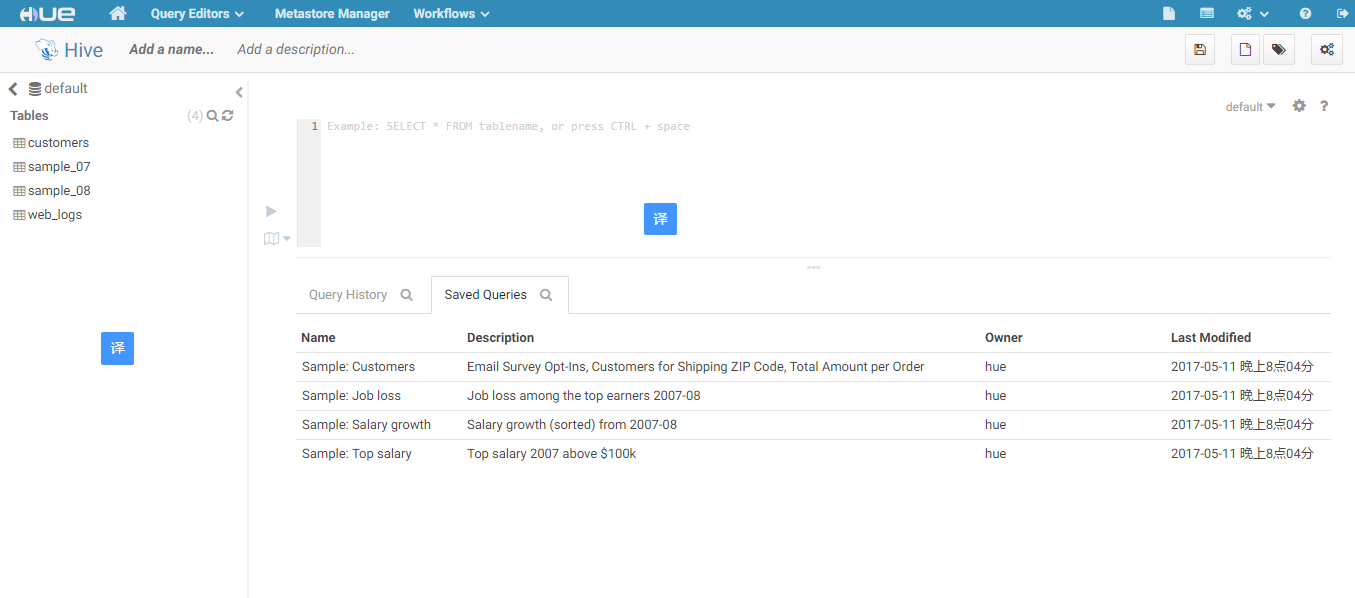 HUE Query Editors Metastore Manager Workflows
Hive Add a name... Add a description...
default
Tables (4)
customers
sample_07
sample_08
web_logs
译
default ?
1 Example: SELECT * FROM tablename, or press CTRL + space
译
Query History Saved Queries
Name Description Owner Last Modified
Sample: Customers Email Survey Opt-Ins, Customers for Shipping ZIP Code, Total Amount per Order hue 2017-05-11 晚上8点04分
Sample: Job loss Job loss among the top earners 2007-08 hue 2017-05-11 晚上8点04分
Sample: Salary growth Salary growth (sorted) from 2007-08 hue 2017-05-11 晚上8点04分
Sample: Top salary Top salary 2007 above $100k hue 2017-05-11 晚上8点04分